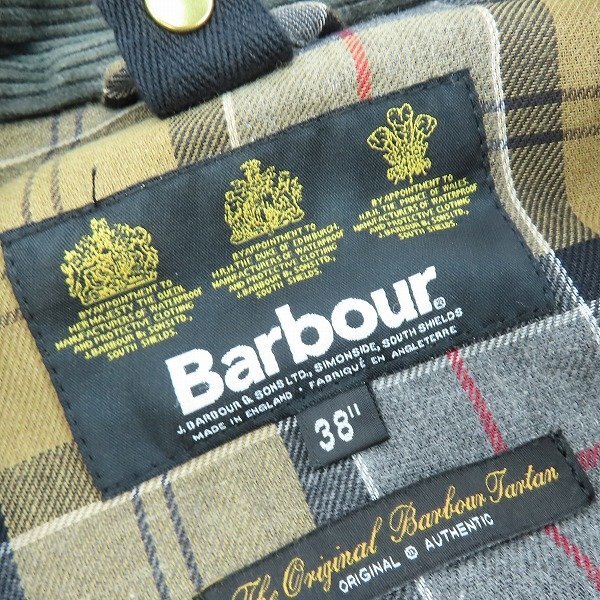 BY APPOINTMENT TO
HER MAJESTY THE QUEEN
MANUFACTURERS OF WATERPROOF
AND PROTECTIVE CLOTHING
J. BARBOUR & SONS LTD.,
SOUTH SHIELDS.
BY APPOINTMENT TO
H.R.H. THE DUKE OF EDINBURGH
MANUFACTURERS OF WATERPROOF
AND PROTECTIVE CLOTHING
J. BARBOUR & SONS LTD.,
SOUTH SHIELDS.
BY APPOINTMENT TO
H.R.H. THE PRINCE OF WALES
MANUFACTURERS OF WATERPROOF
AND PROTECTIVE CLOTHING
J. BARBOUR & SONS LTD.,
SOUTH SHIELDS.
Barbour®
J. BARBOUR & SONS LTD., SIMONSIDE, SOUTH SHIELDS
MADE IN ENGLAND / FABRIQUÉ EN ANGLETERRE
38"
The Original Barbour Tartan
ORIGINAL ® AUTHENTIC